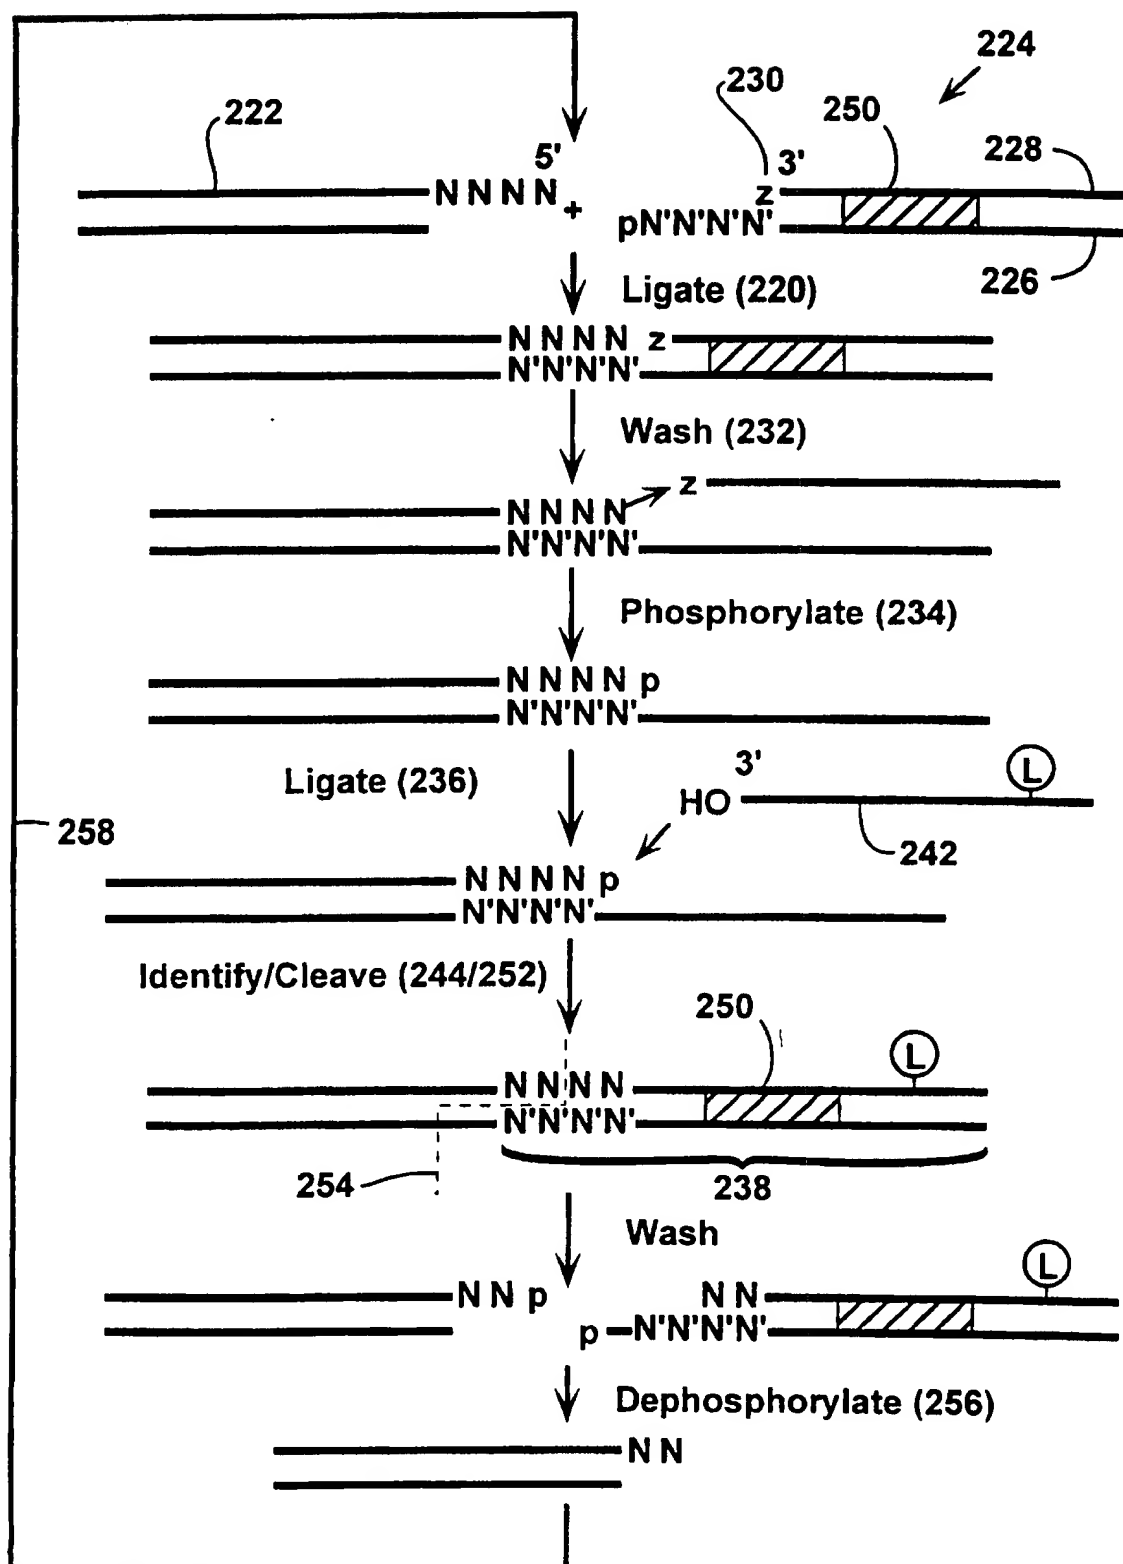 224
230
250
222
3'
228
5'
N N N N
+
z
pN'N'N'N'
226
Ligate (220)
N N N N z
N'N'N'N'
Wash (232)
z
N N N N
N'N'N'N'
Phosphorylate (234)
N N N N p
N'N'N'N'
Ligate (236)
3'
L
HO
258
242
N N N N p
N'N'N'N'
Identify/Cleave (244/252)
250
L
N N N N
N'N'N'N'
254
238
Wash
L
N N p
N N
p
N'N'N'N'
Dephosphorylate (256)
N N